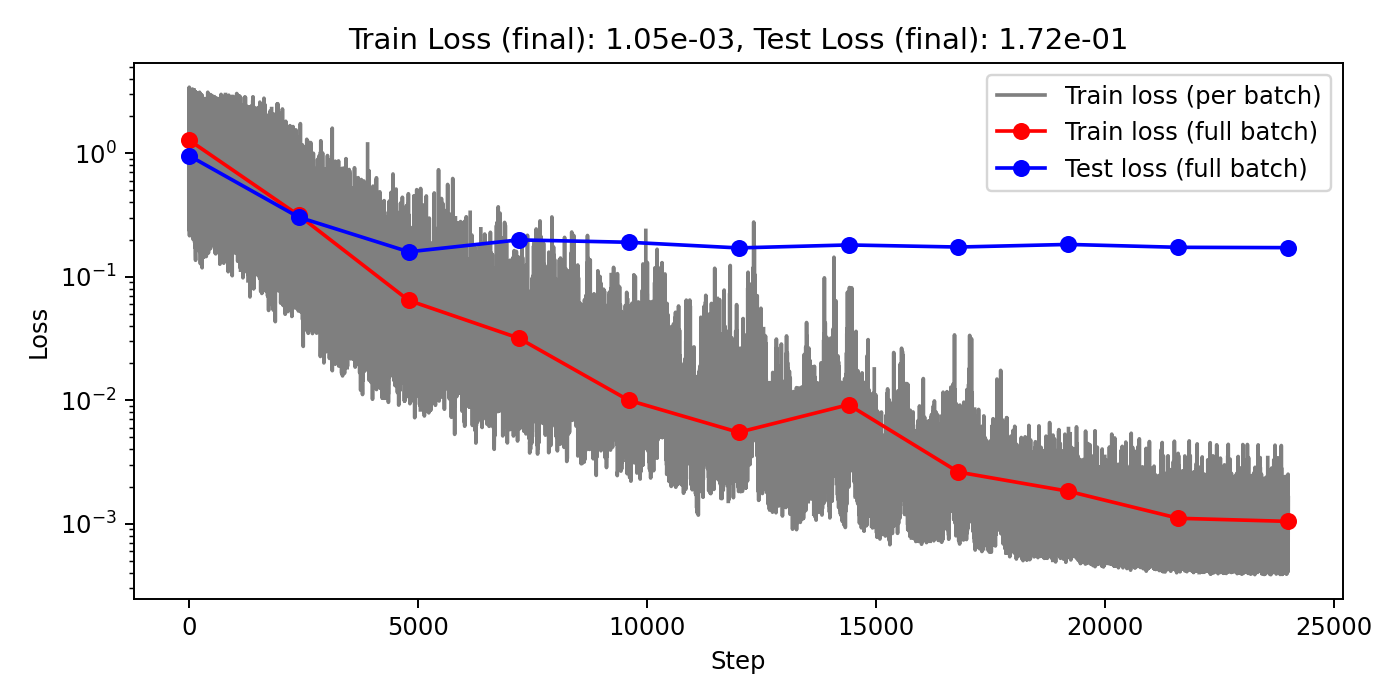 Train Loss (final): 1.05e-03, Test Loss (final): 1.72e-01
Train loss (per batch)
Train loss (full batch)
Test loss (full batch)
10⁰
10⁻¹
10⁻²
10⁻³
Loss
0 5000 10000 15000 20000 25000
Step